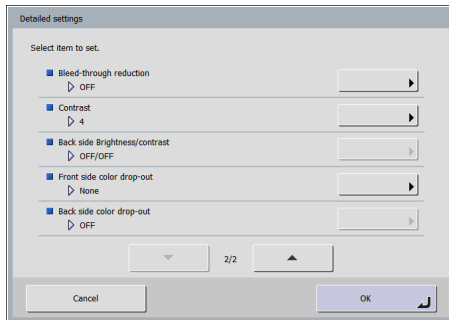 Detailed settings
Select item to set.
Bleed-through reduction
OFF
Contrast
4
Back side Brightness/contrast
OFF/OFF
Front side color drop-out
None
Back side color drop-out
OFF
2/2
Cancel
OK